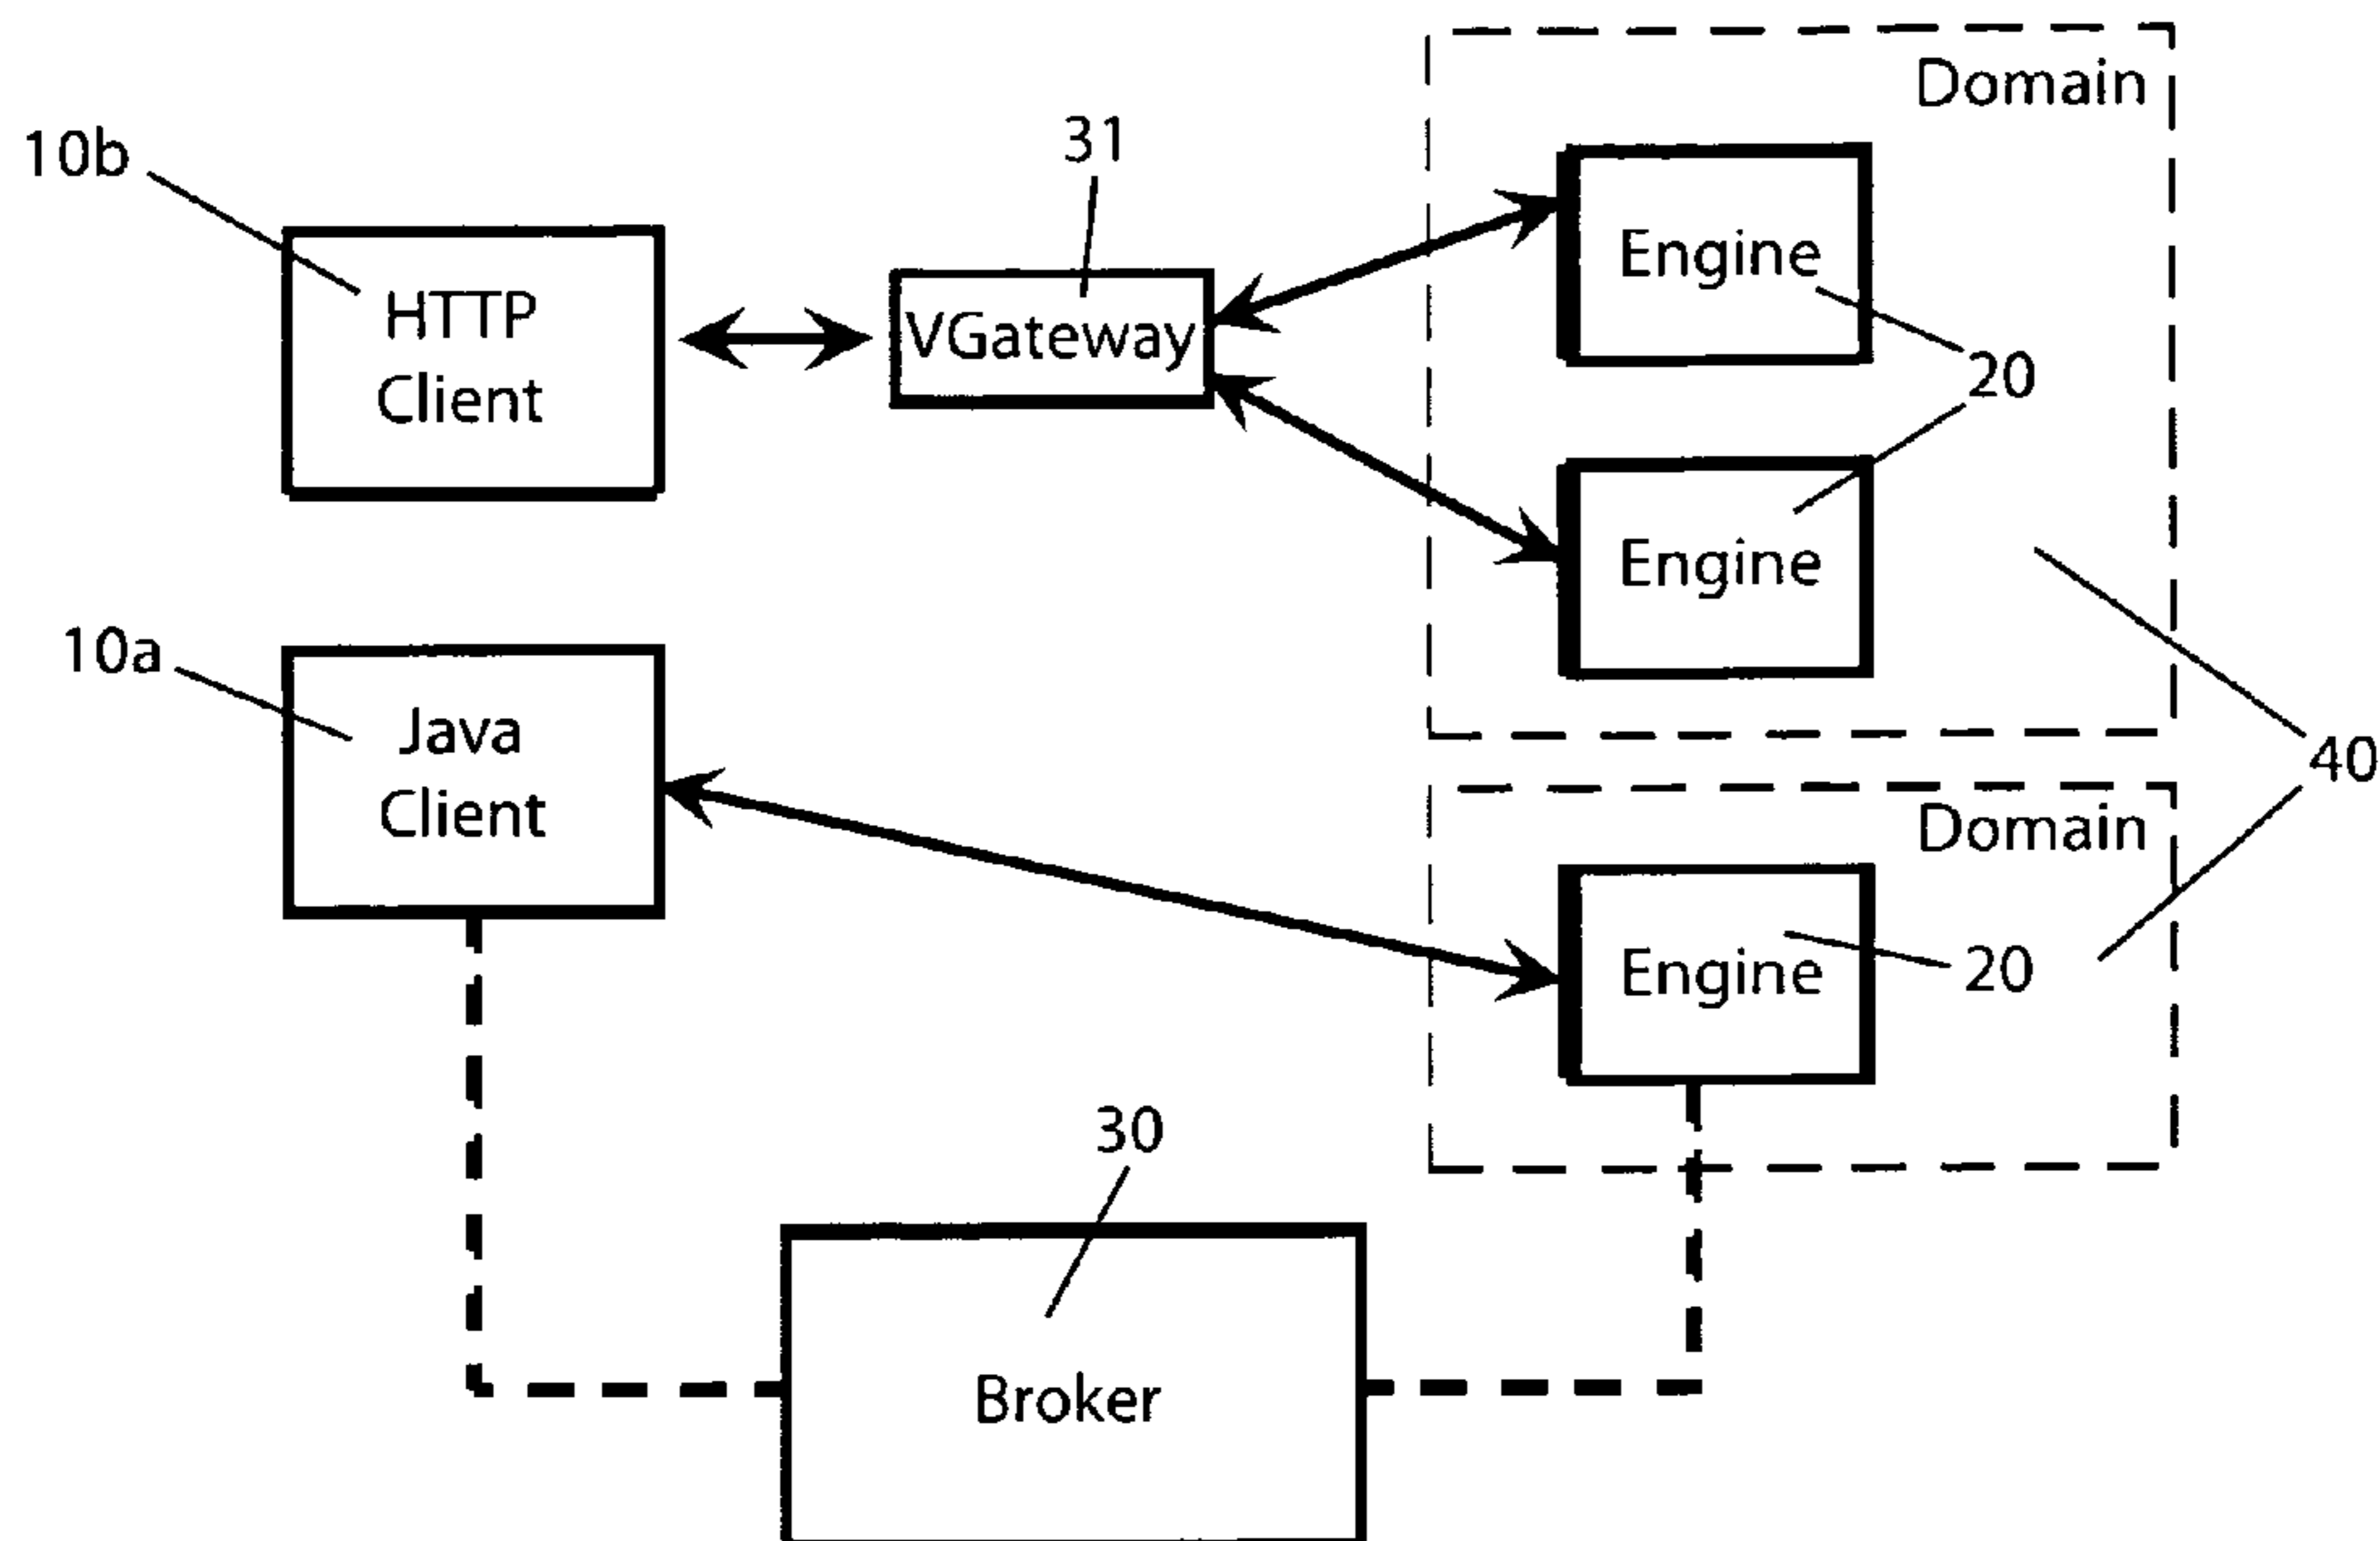 Domain
31
10b
Engine
HTTP
Client
VGateway
20
Engine
10a
Java
Client
40
Domain
Engine
20
30
Broker